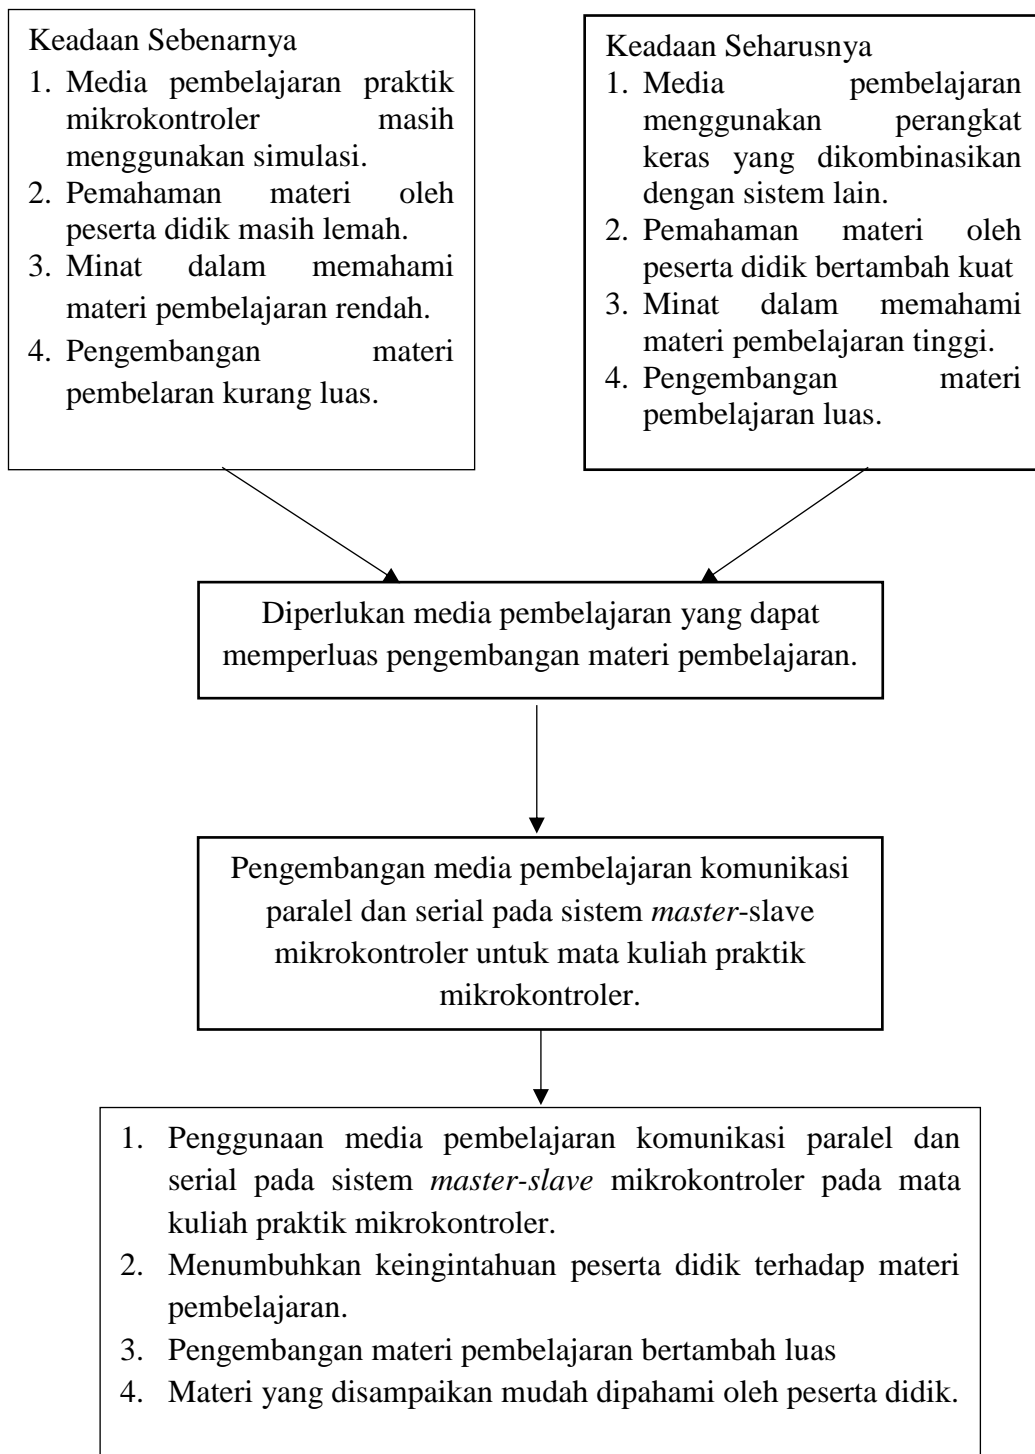 Keadaan Sebenarnya
1. Media pembelajaran praktik
mikrokontroler masih
menggunakan simulasi.
2. Pemahaman materi oleh
peserta didik masih lemah.
3. Minat dalam memahami
materi pembelajaran rendah.
4. Pengembangan materi
pembelaran kurang luas.
Keadaan Seharusnya
1. Media pembelajaran
menggunakan perangkat
keras yang dikombinasikan
dengan sistem lain.
2. Pemahaman materi oleh
peserta didik bertambah kuat
3. Minat dalam memahami
materi pembelajaran tinggi.
4. Pengembangan materi
pembelajaran luas.
Diperlukan media pembelajaran yang dapat
memperluas pengembangan materi pembelajaran.
Pengembangan media pembelajaran komunikasi
paralel dan serial pada sistem master-slave
mikrokontroler untuk mata kuliah praktik
mikrokontroler.
1. Penggunaan media pembelajaran komunikasi paralel dan
serial pada sistem master-slave mikrokontroler pada mata
kuliah praktik mikrokontroler.
2. Menumbuhkan keingintahuan peserta didik terhadap materi
pembelajaran.
3. Pengembangan materi pembelajaran bertambah luas
4. Materi yang disampaikan mudah dipahami oleh peserta didik.